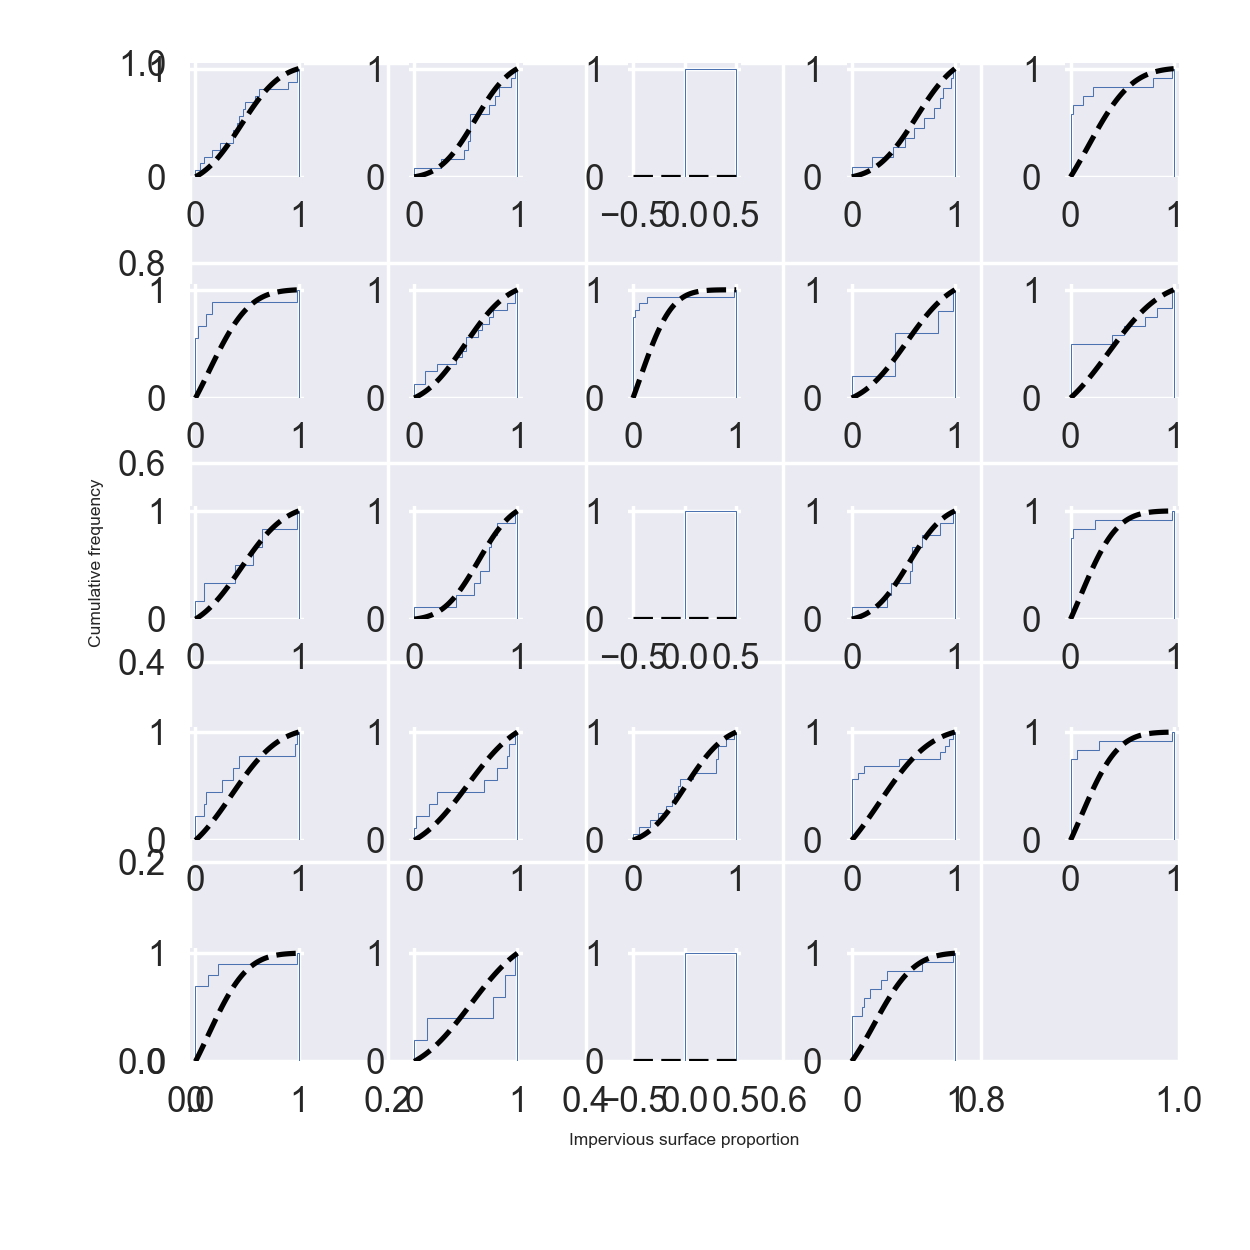 1.0
1 1 1 1 1
0 0 0 0 0
0 1 0 1 −0.5 0.0 0.5 0 1 0 1
0.8
1 1 1 1 1
0 0 0 0 0
0 1 0 1 0 1 0 1 0 1
0.6
Cumulative frequency
1 1 1 1 1
0 0 0 0 0
0 1 0 1 −0.5 0.0 0.5 0 1 0 1
0.4
1 1 1 1 1
0 0 0 0 0
0.2
0 1 0 1 0 1 0 1 0 1
1 1 1 1
0.0 0 0 0
0.0 0 1 0.2 0 1 0.4 −0.5 0.0 0.5 0.6 0 1 0.8 1.0
Impervious surface proportion